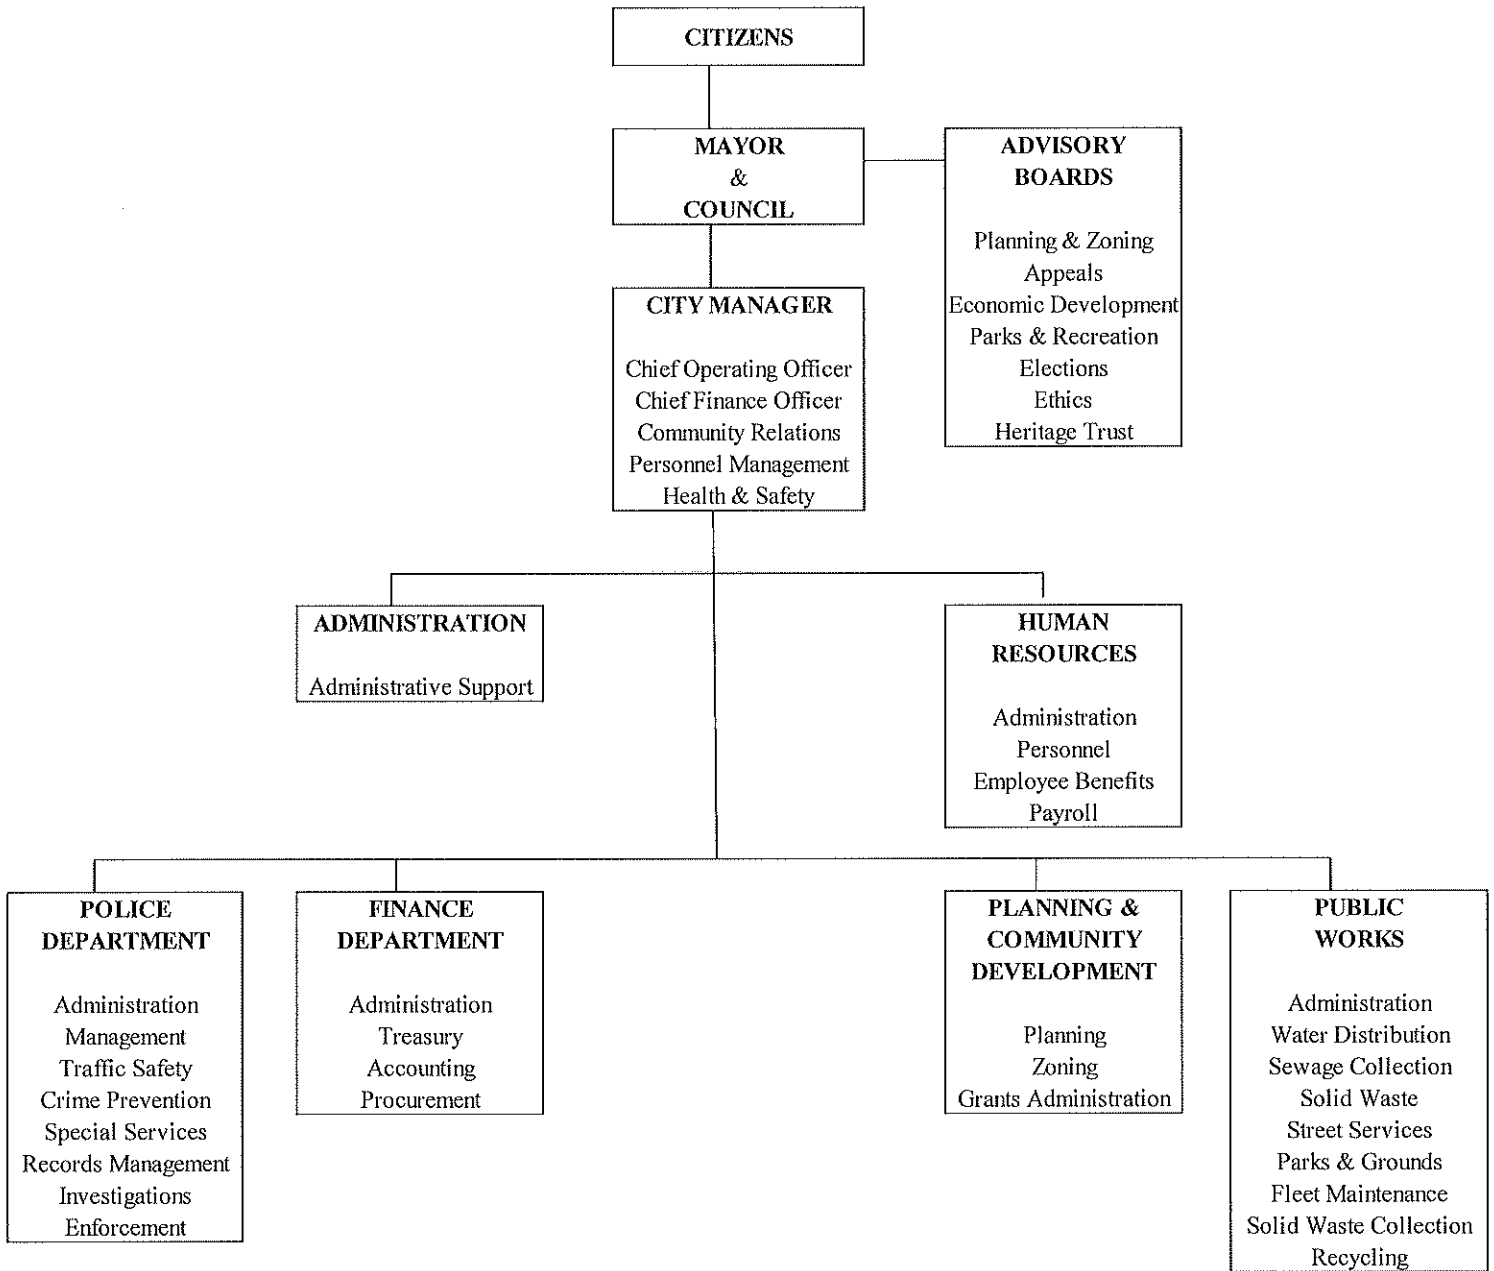 CITIZENS
MAYOR
&
COUNCIL
ADVISORY
BOARDS
Planning & Zoning
Appeals
Economic Development
Parks & Recreation
Elections
Ethics
Heritage Trust
CITY MANAGER
Chief Operating Officer
Chief Finance Officer
Community Relations
Personnel Management
Health & Safety
ADMINISTRATION
Administrative Support
HUMAN
RESOURCES
Administration
Personnel
Employee Benefits
Payroll
POLICE
DEPARTMENT
Administration
Management
Traffic Safety
Crime Prevention
Special Services
Records Management
Investigations
Enforcement
FINANCE
DEPARTMENT
Administration
Treasury
Accounting
Procurement
PLANNING &
COMMUNITY
DEVELOPMENT
Planning
Zoning
Grants Administration
PUBLIC
WORKS
Administration
Water Distribution
Sewage Collection
Solid Waste
Street Services
Parks & Grounds
Fleet Maintenance
Solid Waste Collection
Recycling